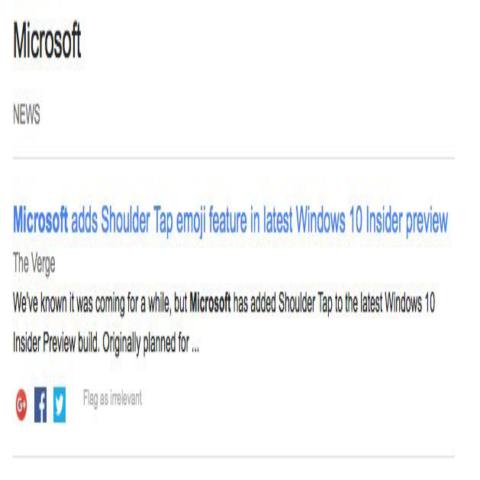 Microsoft
NEWS
Microsoft adds Shoulder Tap emoji feature in latest Windows 10 Insider preview
The Verge
We've known it was coming for a while, but Microsoft has added Shoulder Tap to the latest Windows 10
Insider Preview build. Originally planned for ...
G+ f Flag as irrelevant